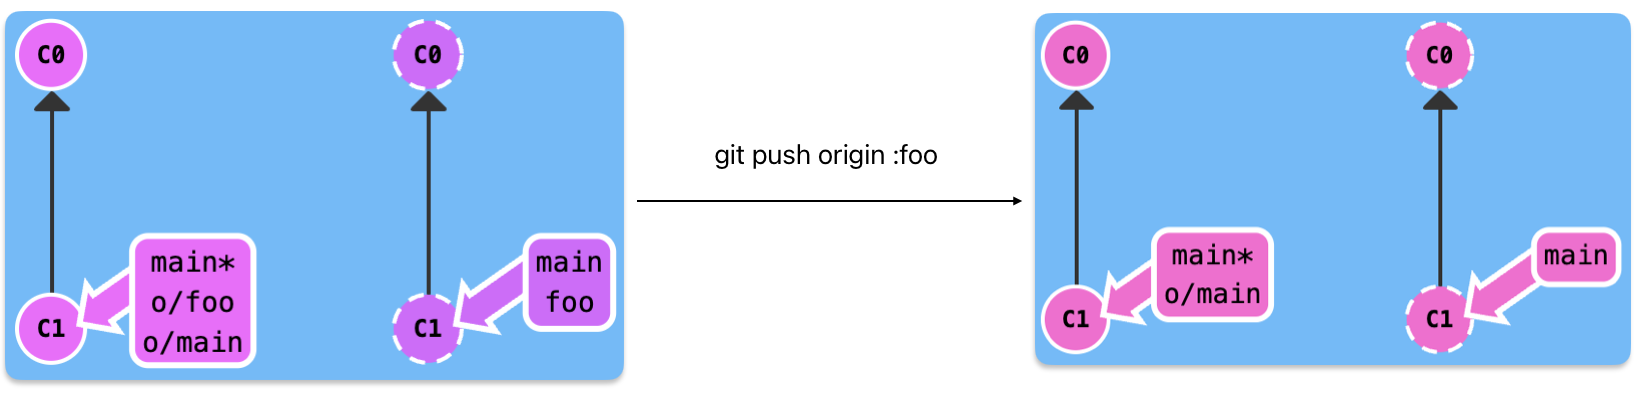 C0
C1
main*
o/foo
o/main
C0
C1
main
foo
git push origin :foo
C0
C1
main*
o/main
C0
C1
main